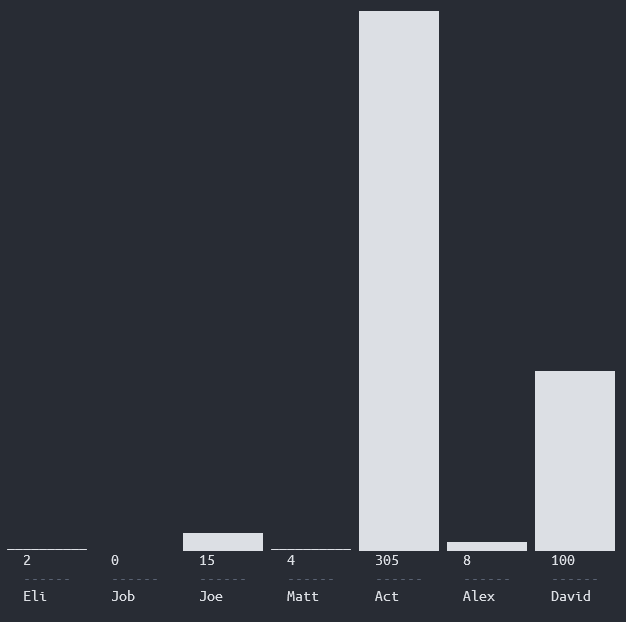 2 0 15 4 305 8 100
------ ------ ------ ------ ------ ------ ------
Eli Job Joe Matt Act Alex David